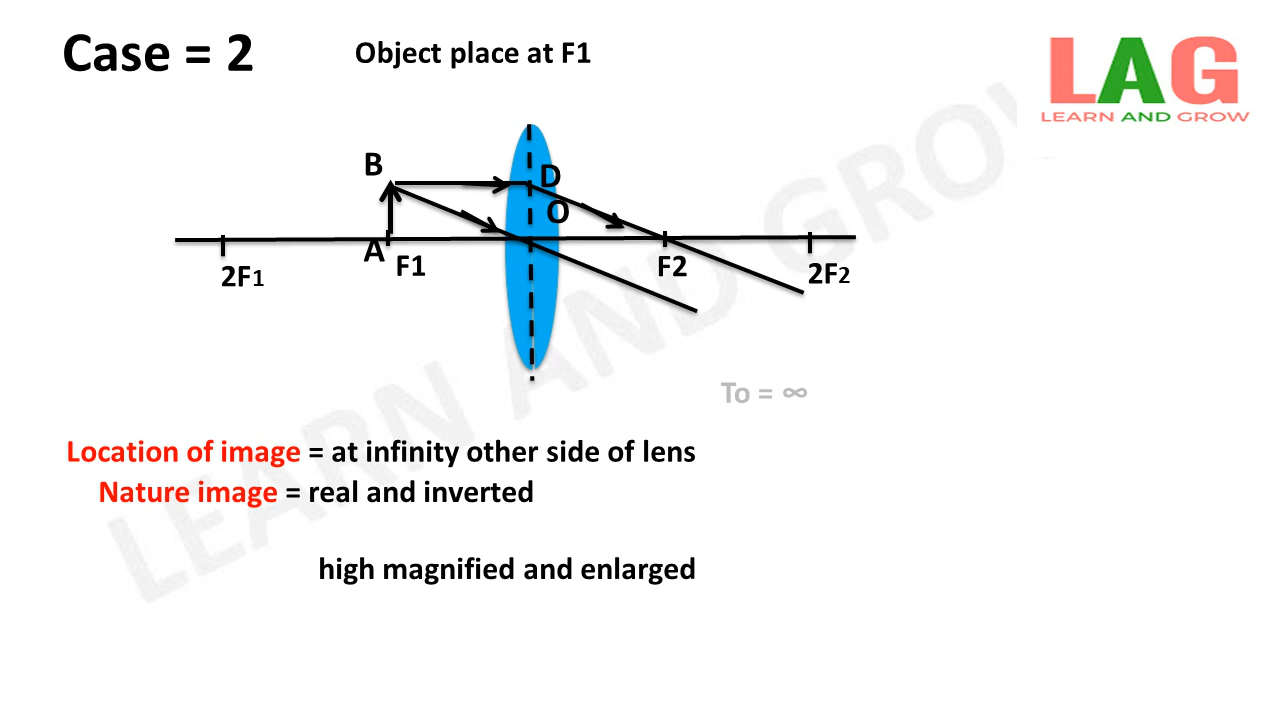 Case = 2
Object place at F1
LAG
LEARN AND GROW
B
D
O
A
F1
F2
2F1
2F2
To = ∞
Location of image = at infinity other side of lens
Nature image = real and inverted
high magnified and enlarged
LEARN AND GROW